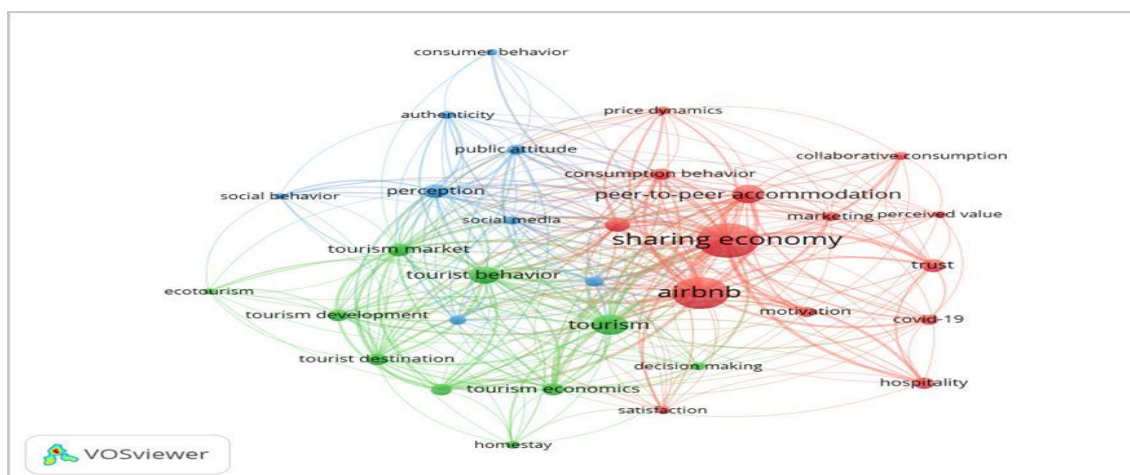 consumer behavior
price dynamics
authenticity
public attitude
collaborative consumption
consumption behavior
perception
social behavior
peer-to-peer accommodation
social media
marketing
perceived value
sharing economy
tourism market
trust
tourist behavior
ecotourism
airbnb
tourism development
motivation
covid-19
tourism
tourist destination
decision making
hospitality
tourism economics
satisfaction
homestay
VOSviewer